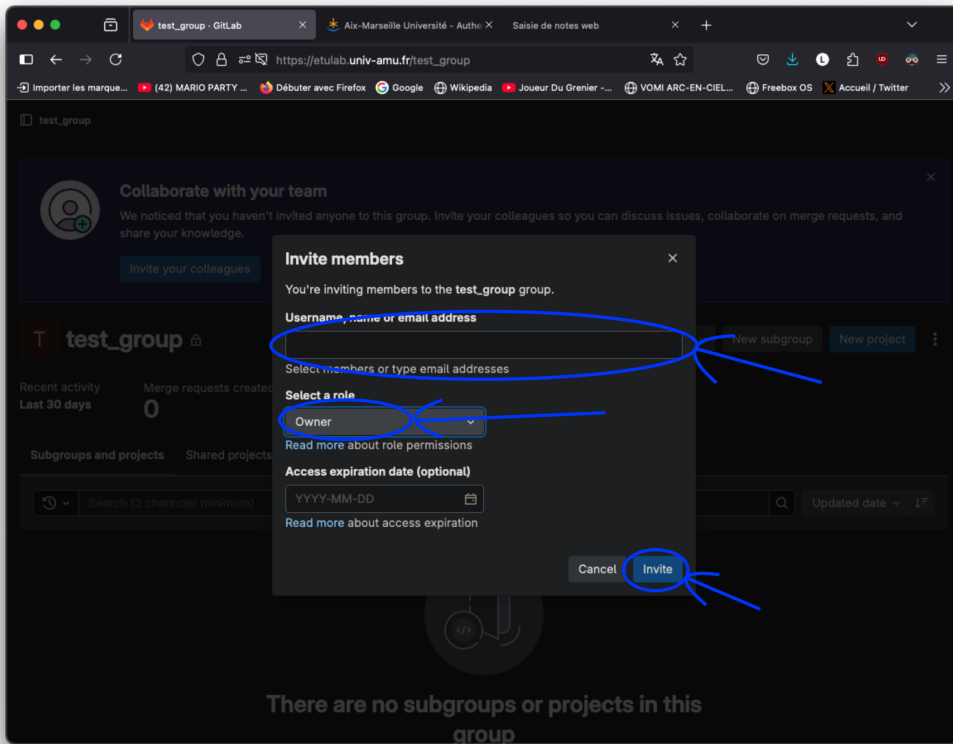 test_group · GitLab
Aix-Marseille Université - Authe
Saisie de notes web
https://etulab.univ-amu.fr/test_group
Importer les marque...
(42) MARIO PARTY ...
Débuter avec Firefox
Google
Wikipedia
Joueur Du Grenier -...
VOMI ARC-EN-CIEL...
Freebox OS
Accueil / Twitter
test_group
Collaborate with your team
We noticed that you haven't invited anyone to this group. Invite your colleagues so you can discuss issues, collaborate on merge requests, and
share your knowledge.
Invite your colleagues
Invite members
You're inviting members to the test_group group.
Username, name or email address
Select members or type email addresses
Select a role
Owner
Read more about role permissions
Access expiration date (optional)
YYYY-MM-DD
Read more about access expiration
Cancel
Invite
T
test_group
New subgroup
New project
Recent activity
Last 30 days
Merge requests created
0
Subgroups and projects
Shared projects
Search (3 character minimum)
Updated date
There are no subgroups or projects in this
group